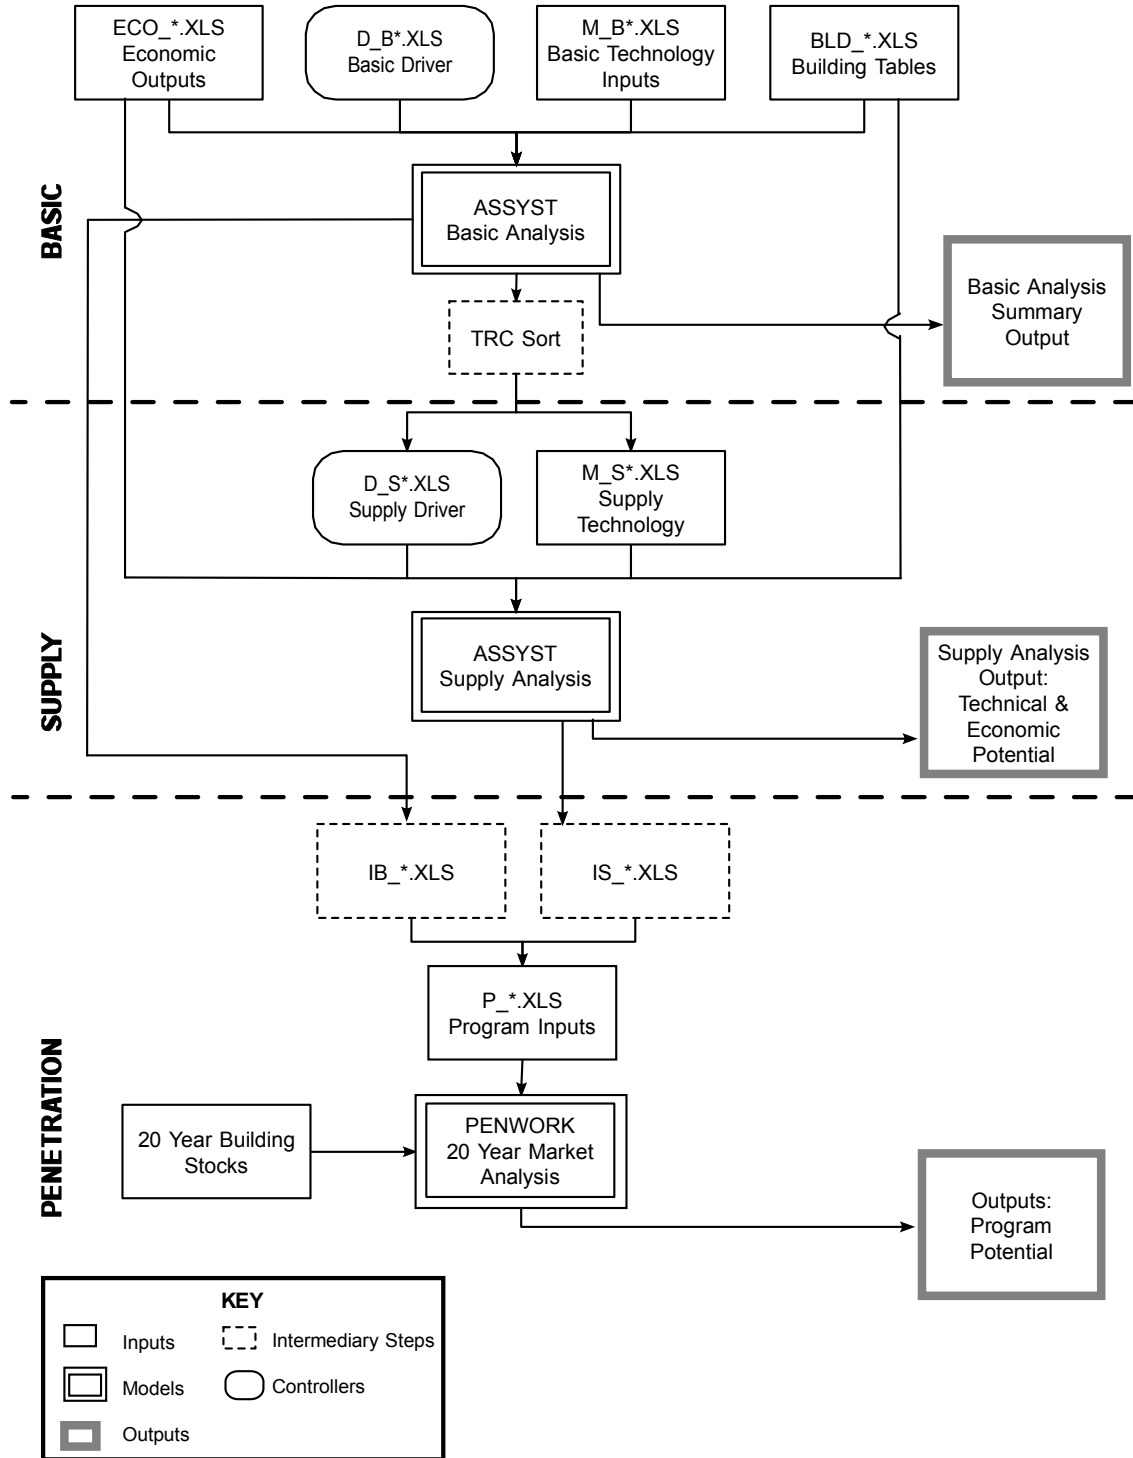 ECO_*.XLS
Economic
Outputs
D_B*.XLS
Basic Driver
M_B*.XLS
Basic Technology
Inputs
BLD_*.XLS
Building Tables
BASIC
ASSYST
Basic Analysis
Basic Analysis
Summary
Output
TRC Sort
D_S*.XLS
Supply Driver
M_S*.XLS
Supply
Technology
SUPPLY
ASSYST
Supply Analysis
Supply Analysis
Output:
Technical &
Economic
Potential
IB_*.XLS
IS_*.XLS
P_*.XLS
Program Inputs
PENETRATION
20 Year Building
Stocks
PENWORK
20 Year Market
Analysis
Outputs:
Program
Potential
KEY
Inputs
Intermediary Steps
Models
Controllers
Outputs